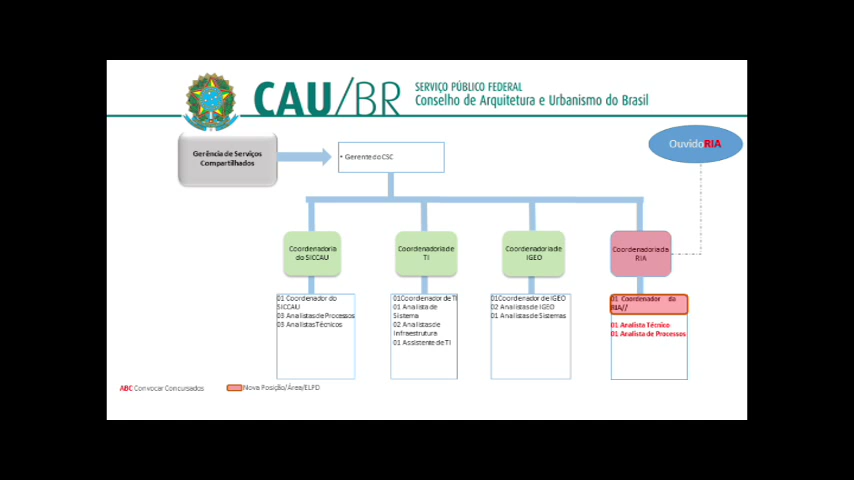 CAU/BR
SERVIÇO PÚBLICO FEDERAL
Conselho de Arquitetura e Urbanismo do Brasil
Gerência de Serviços
Compartilhados
• Gerente do CSC
OuvidoRIA
Coordenadoria
do SICCAU
Coordenadoria de
TI
Coordenadoria de
IGEO
Coordenadoria da
RIA
01 Coordenador do
SICCAU
03 Analistas de Processos
03 Analistas Técnicos
01 Coordenador de TI
01 Analista de
Sistema
02 Analistas de
Infraestrutura
01 Assistente de TI
01 Coordenador de IGEO
02 Analistas de IGEO
01 Analistas de Sistemas
01 Coordenador da
RIA//
01 Analista Técnico
01 Analista de Processos
ABC Convocar Concursados
Nova Posição/Área/ELPD